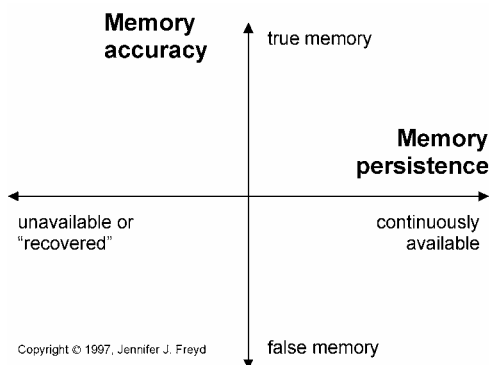 Memory
accuracy
true memory
Memory
persistence
unavailable or
“recovered”
continuously
available
Copyright © 1997, Jennifer J. Freyd
false memory